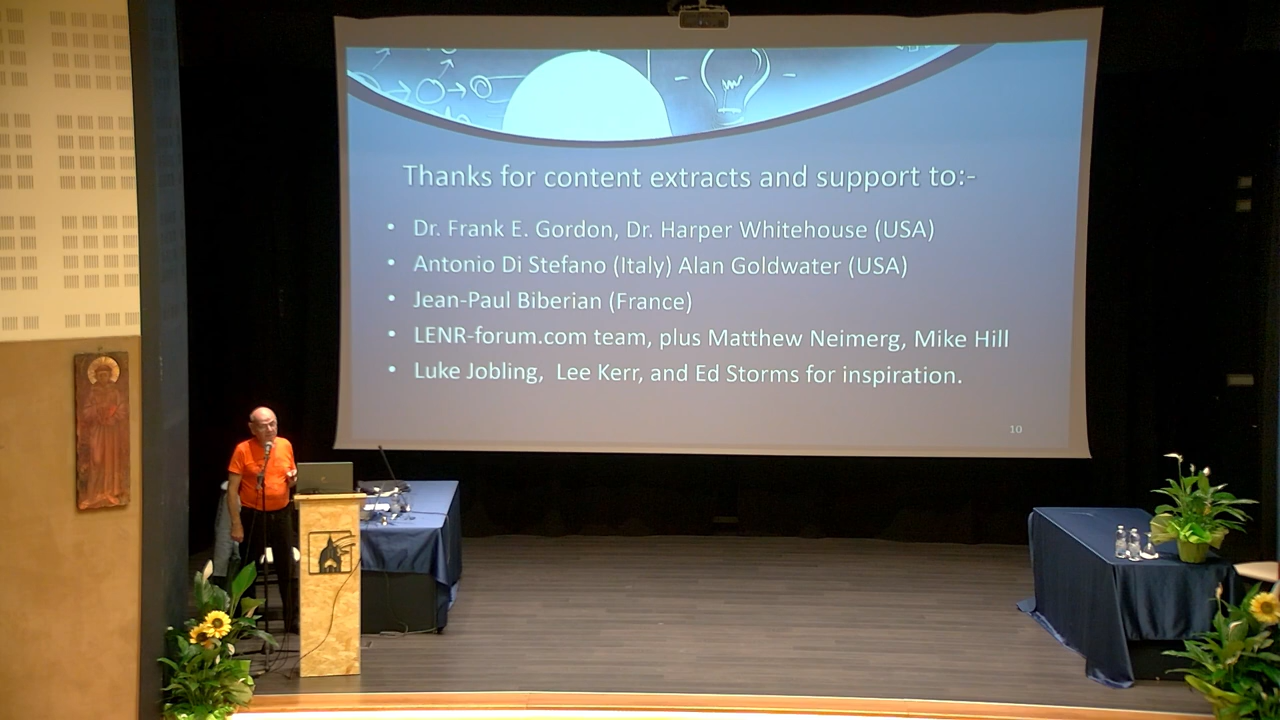 Thanks for content extracts and support to:-
• Dr. Frank E. Gordon, Dr. Harper Whitehouse (USA)
• Antonio Di Stefano (Italy) Alan Goldwater (USA)
• Jean-Paul Biberian (France)
• LENR-forum.com team, plus Matthew Neimerg, Mike Hill
• Luke Jobling,  Lee Kerr, and Ed Storms for inspiration.
10